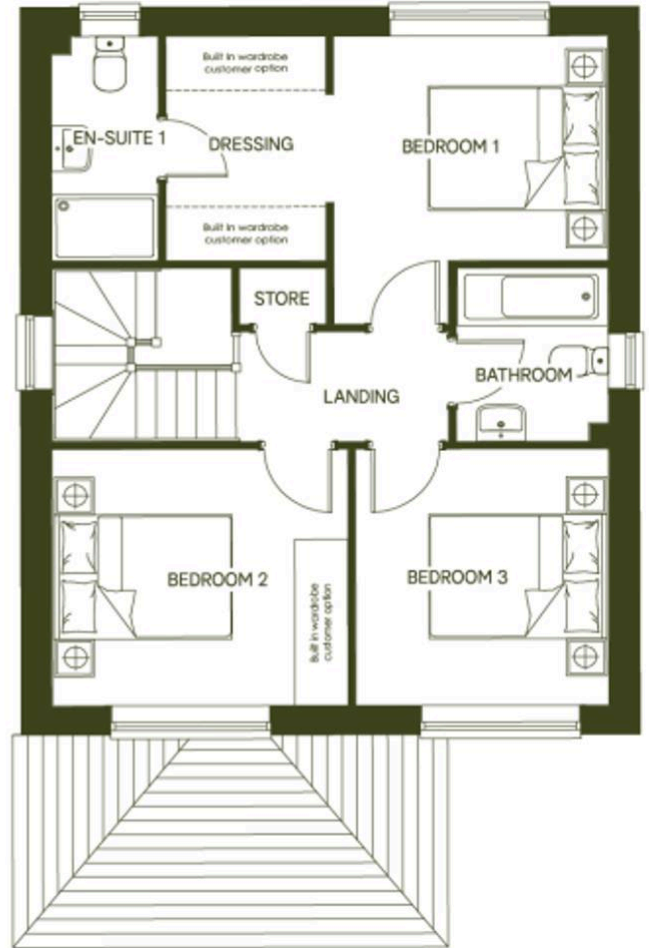 Built in wardrobe
customer option
EN-SUITE 1
DRESSING
BEDROOM 1
Built in wardrobe
customer option
STORE
LANDING
BATHROOM
BEDROOM 2
BEDROOM 3
Built in wardrobe
customer option